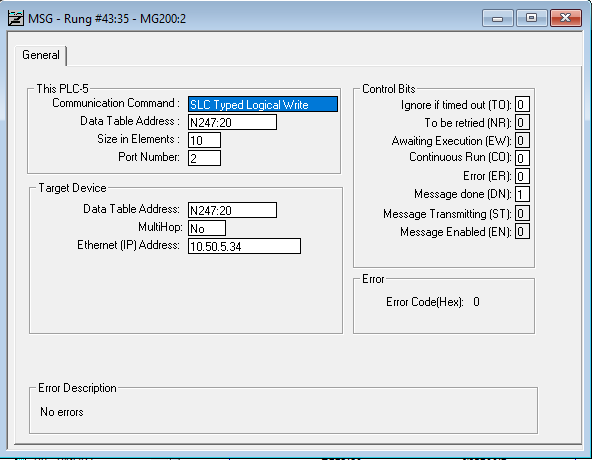 MSG - Rung #43:35 - MG200:2
General
This PLC-5
Communication Command : SLC Typed Logical Write
Data Table Address : N247:20
Size in Elements : 10
Port Number: 2
Target Device
Data Table Address: N247:20
MultiHop: No
Ethernet (IP) Address: 10.50.5.34
Control Bits
Ignore if timed out (TO): 0
To be retried (NR): 0
Awaiting Execution (EW): 0
Continuous Run (CO): 0
Error (ER): 0
Message done (DN): 1
Message Transmitting (ST): 0
Message Enabled (EN): 0
Error
Error Code(Hex): 0
Error Description
No errors